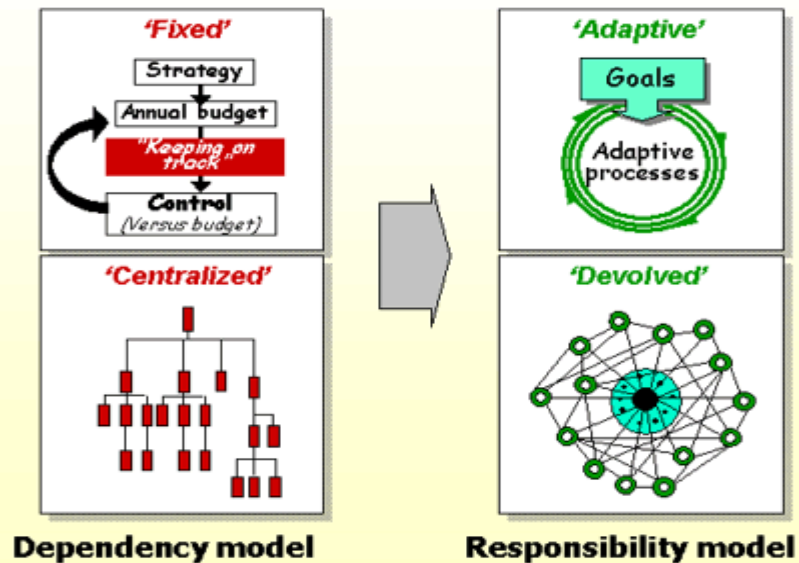 'Fixed'
Strategy
Annual budget
"Keeping on
track"
Control
(Versus budget)
'Centralized'
Dependency model
'Adaptive'
Goals
Adaptive
processes
'Devolved'
Responsibility model